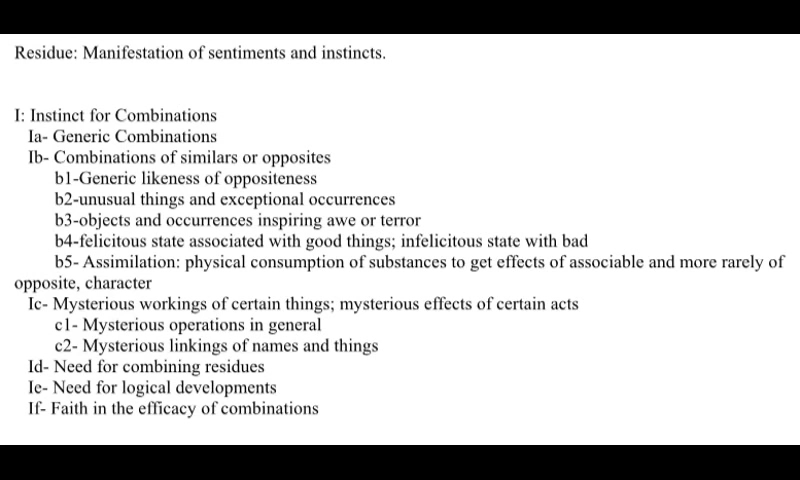 Residue: Manifestation of sentiments and instincts.
I: Instinct for Combinations
Ia- Generic Combinations
Ib- Combinations of similars or opposites
b1-Generic likeness of oppositeness
b2-unusual things and exceptional occurrences
b3-objects and occurrences inspiring awe or terror
b4-felicitous state associated with good things; infelicitous state with bad
b5- Assimilation: physical consumption of substances to get effects of associable and more rarely of
opposite, character
Ic- Mysterious workings of certain things; mysterious effects of certain acts
c1- Mysterious operations in general
c2- Mysterious linkings of names and things
Id- Need for combining residues
Ie- Need for logical developments
If- Faith in the efficacy of combinations